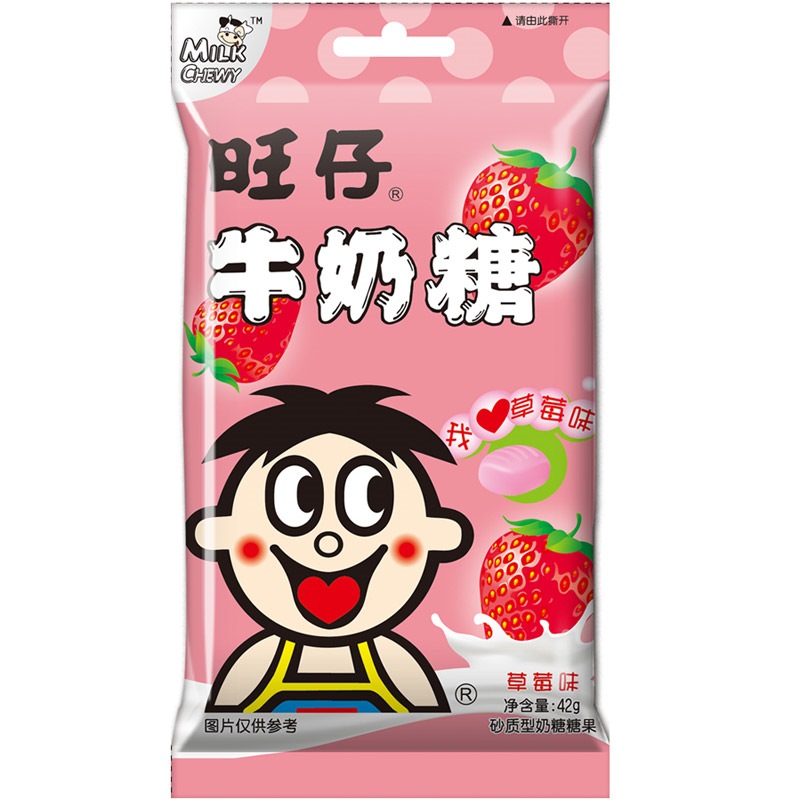 MILK CHEWY™
▲请由此撕开
旺仔®
牛奶糖
我❤草莓味
®
草莓味
净含量:42g
图片仅供参考
砂质型奶糖糖果